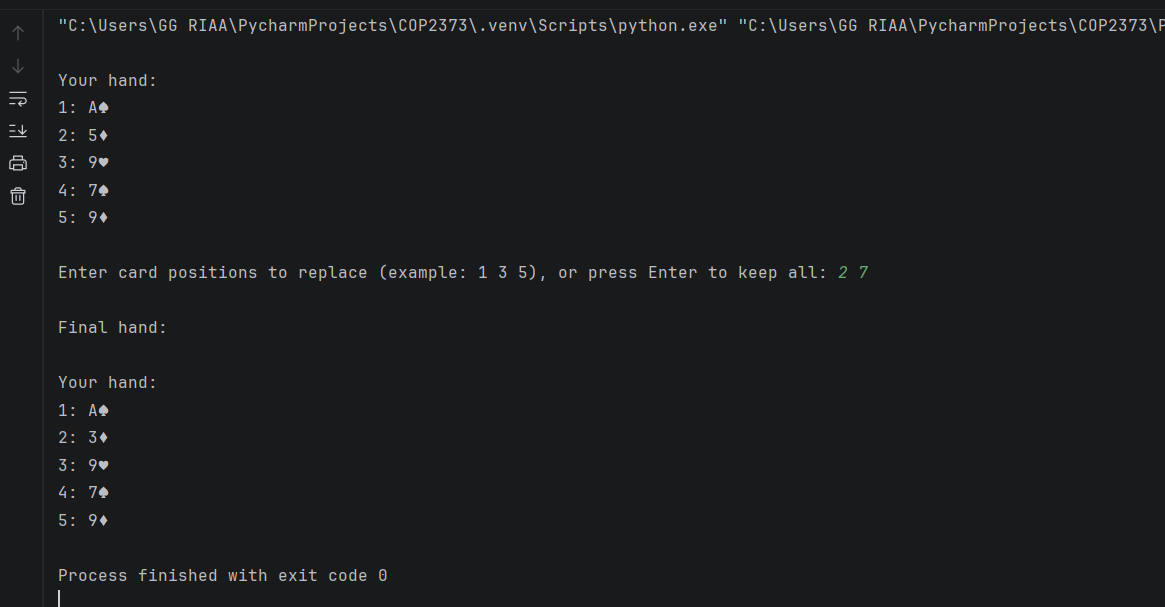 "C:\Users\GG RIAA\PycharmProjects\COP2373\.venv\Scripts\python.exe" "C:\Users\GG RIAA\PycharmProjects\COP2373\P
Your hand:
1: A♠
2: 5♦
3: 9♥
4: 7♠
5: 9♦
Enter card positions to replace (example: 1 3 5), or press Enter to keep all: 2 7
Final hand:
Your hand:
1: A♠
2: 3♦
3: 9♥
4: 7♠
5: 9♦
Process finished with exit code 0